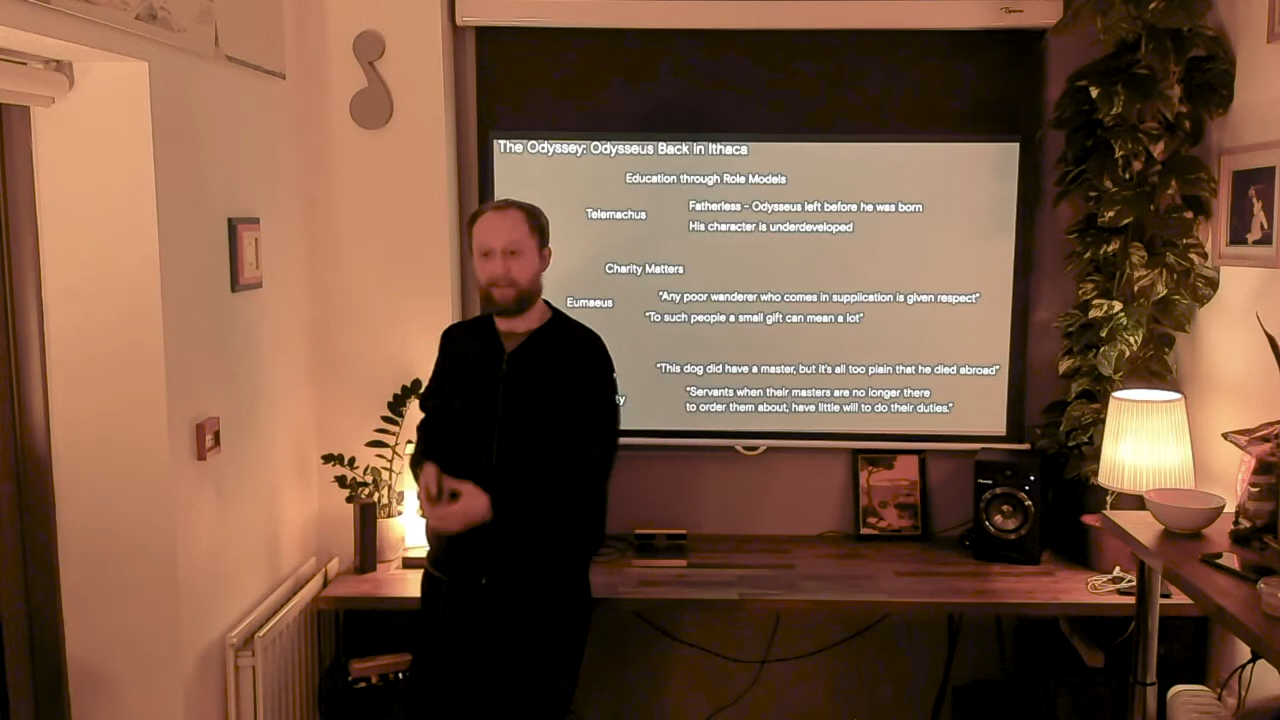 The Odyssey: Odysseus Back in Ithaca
Education through Role Models
Telemachus
Fatherless - Odysseus left before he was born
His character is underdeveloped
Charity Matters
Eumaeus
"Any poor wanderer who comes in supplication is given respect"
"To such people a small gift can mean a lot"
"This dog did have a master, but it's all too plain that he died abroad"
ty
"Servants when their masters are no longer there
to order them about, have little will to do their duties."